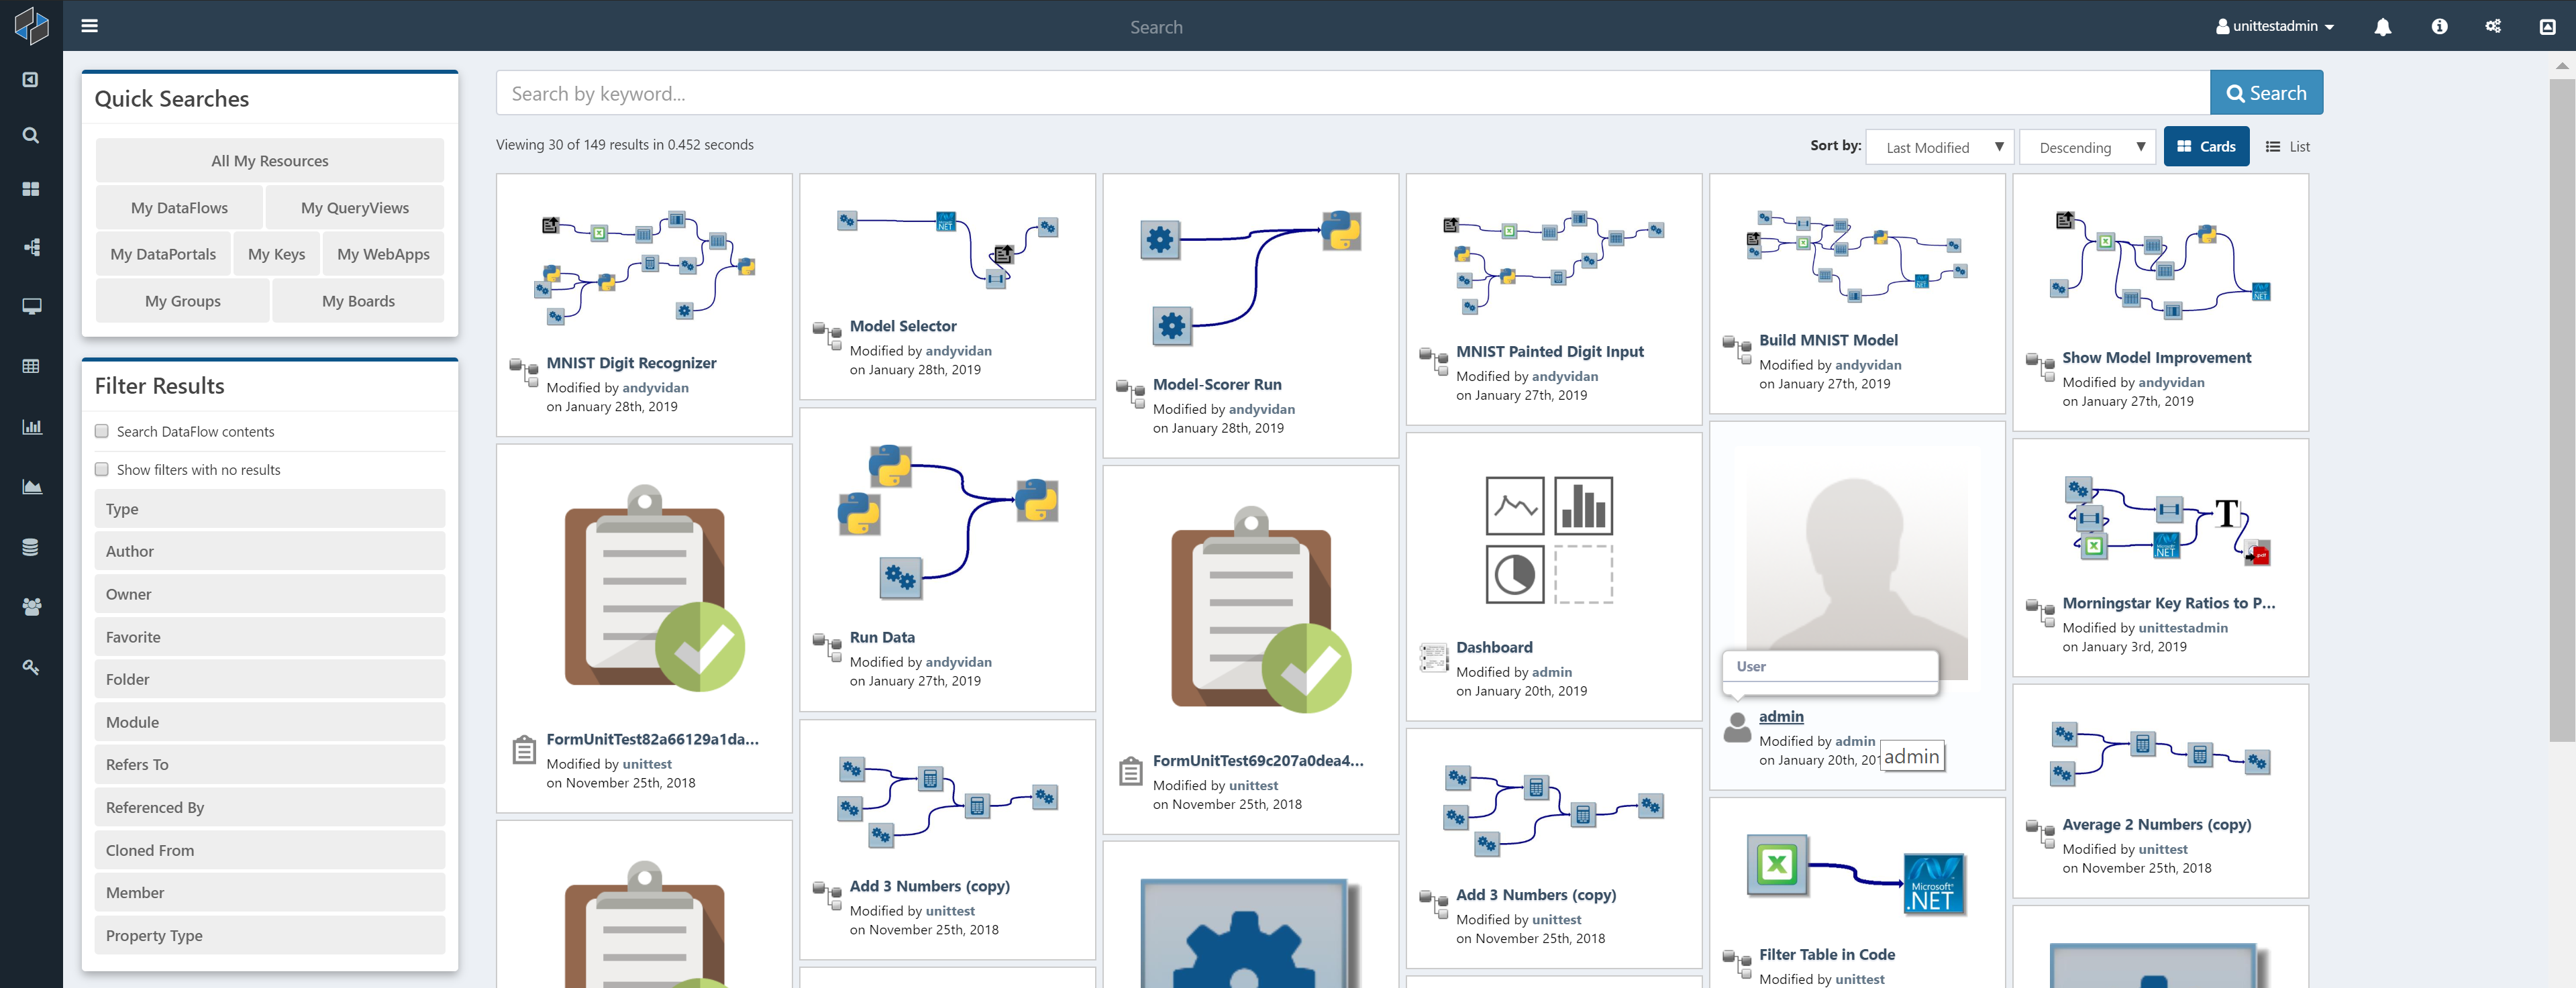 Search
unittestadmin
Quick Searches
All My Resources
My DataFlows
My QueryViews
My DataPortals
My Keys
My WebApps
My Groups
My Boards
Filter Results
Search DataFlow contents
Show filters with no results
Type
Author
Owner
Favorite
Folder
Module
Refers To
Referenced By
Cloned From
Member
Property Type
Search by keyword...
Search
Viewing 30 of 149 results in 0.452 seconds
Sort by:
Last Modified
Descending
Cards
List
MNIST Digit Recognizer
Modified by andyvidan
on January 28th, 2019
Model Selector
Modified by andyvidan
on January 28th, 2019
Model-Scorer Run
Modified by andyvidan
on January 28th, 2019
MNIST Painted Digit Input
Modified by andyvidan
on January 27th, 2019
Build MNIST Model
Modified by andyvidan
on January 27th, 2019
Show Model Improvement
Modified by andyvidan
on January 27th, 2019
FormUnitTest82a66129a1da...
Modified by unittest
on November 25th, 2018
Run Data
Modified by andyvidan
on January 27th, 2019
FormUnitTest69c207a0dea4...
Modified by unittest
on November 25th, 2018
Dashboard
Modified by admin
on January 20th, 2019
User
admin
Modified by admin
on January 20th, 201
admin
T
Morningstar Key Ratios to P...
Modified by unittestadmin
on January 3rd, 2019
Add 3 Numbers (copy)
Modified by unittest
on November 25th, 2018
Add 3 Numbers (copy)
Modified by unittest
on November 25th, 2018
Microsoft
.NET
Filter Table in Code
Modified by unittest
Average 2 Numbers (copy)
Modified by unittest
on November 25th, 2018